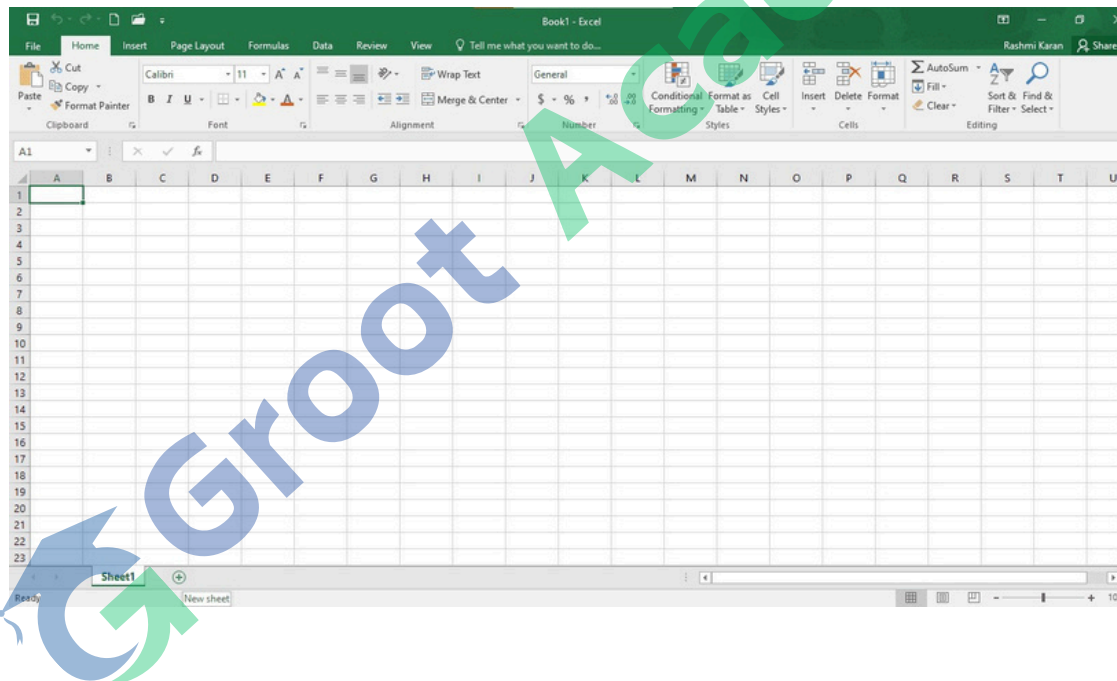 Book1 - Excel
File Home Insert Page Layout Formulas Data Review View Tell me what you want to do... Rashmi Karan Share
Paste
Cut
Copy
Format Painter
Clipboard
Calibri 11 A A
B I U A
Font
Wrap Text
Merge & Center
Alignment
General
$ % ,
Number
Conditional Formatting
Format as Table
Cell Styles
Styles
Insert Delete Format
Cells
AutoSum
Fill
Clear
Sort & Filter
Find & Select
Editing
A1 fx
A B C D E F G H I J K L M N O P Q R S T U
1
2
3
4
5
6
7
8
9
10
11
12
13
14
15
16
17
18
19
20
21
22
23
Sheet1
Ready New sheet 10
Groot Aca